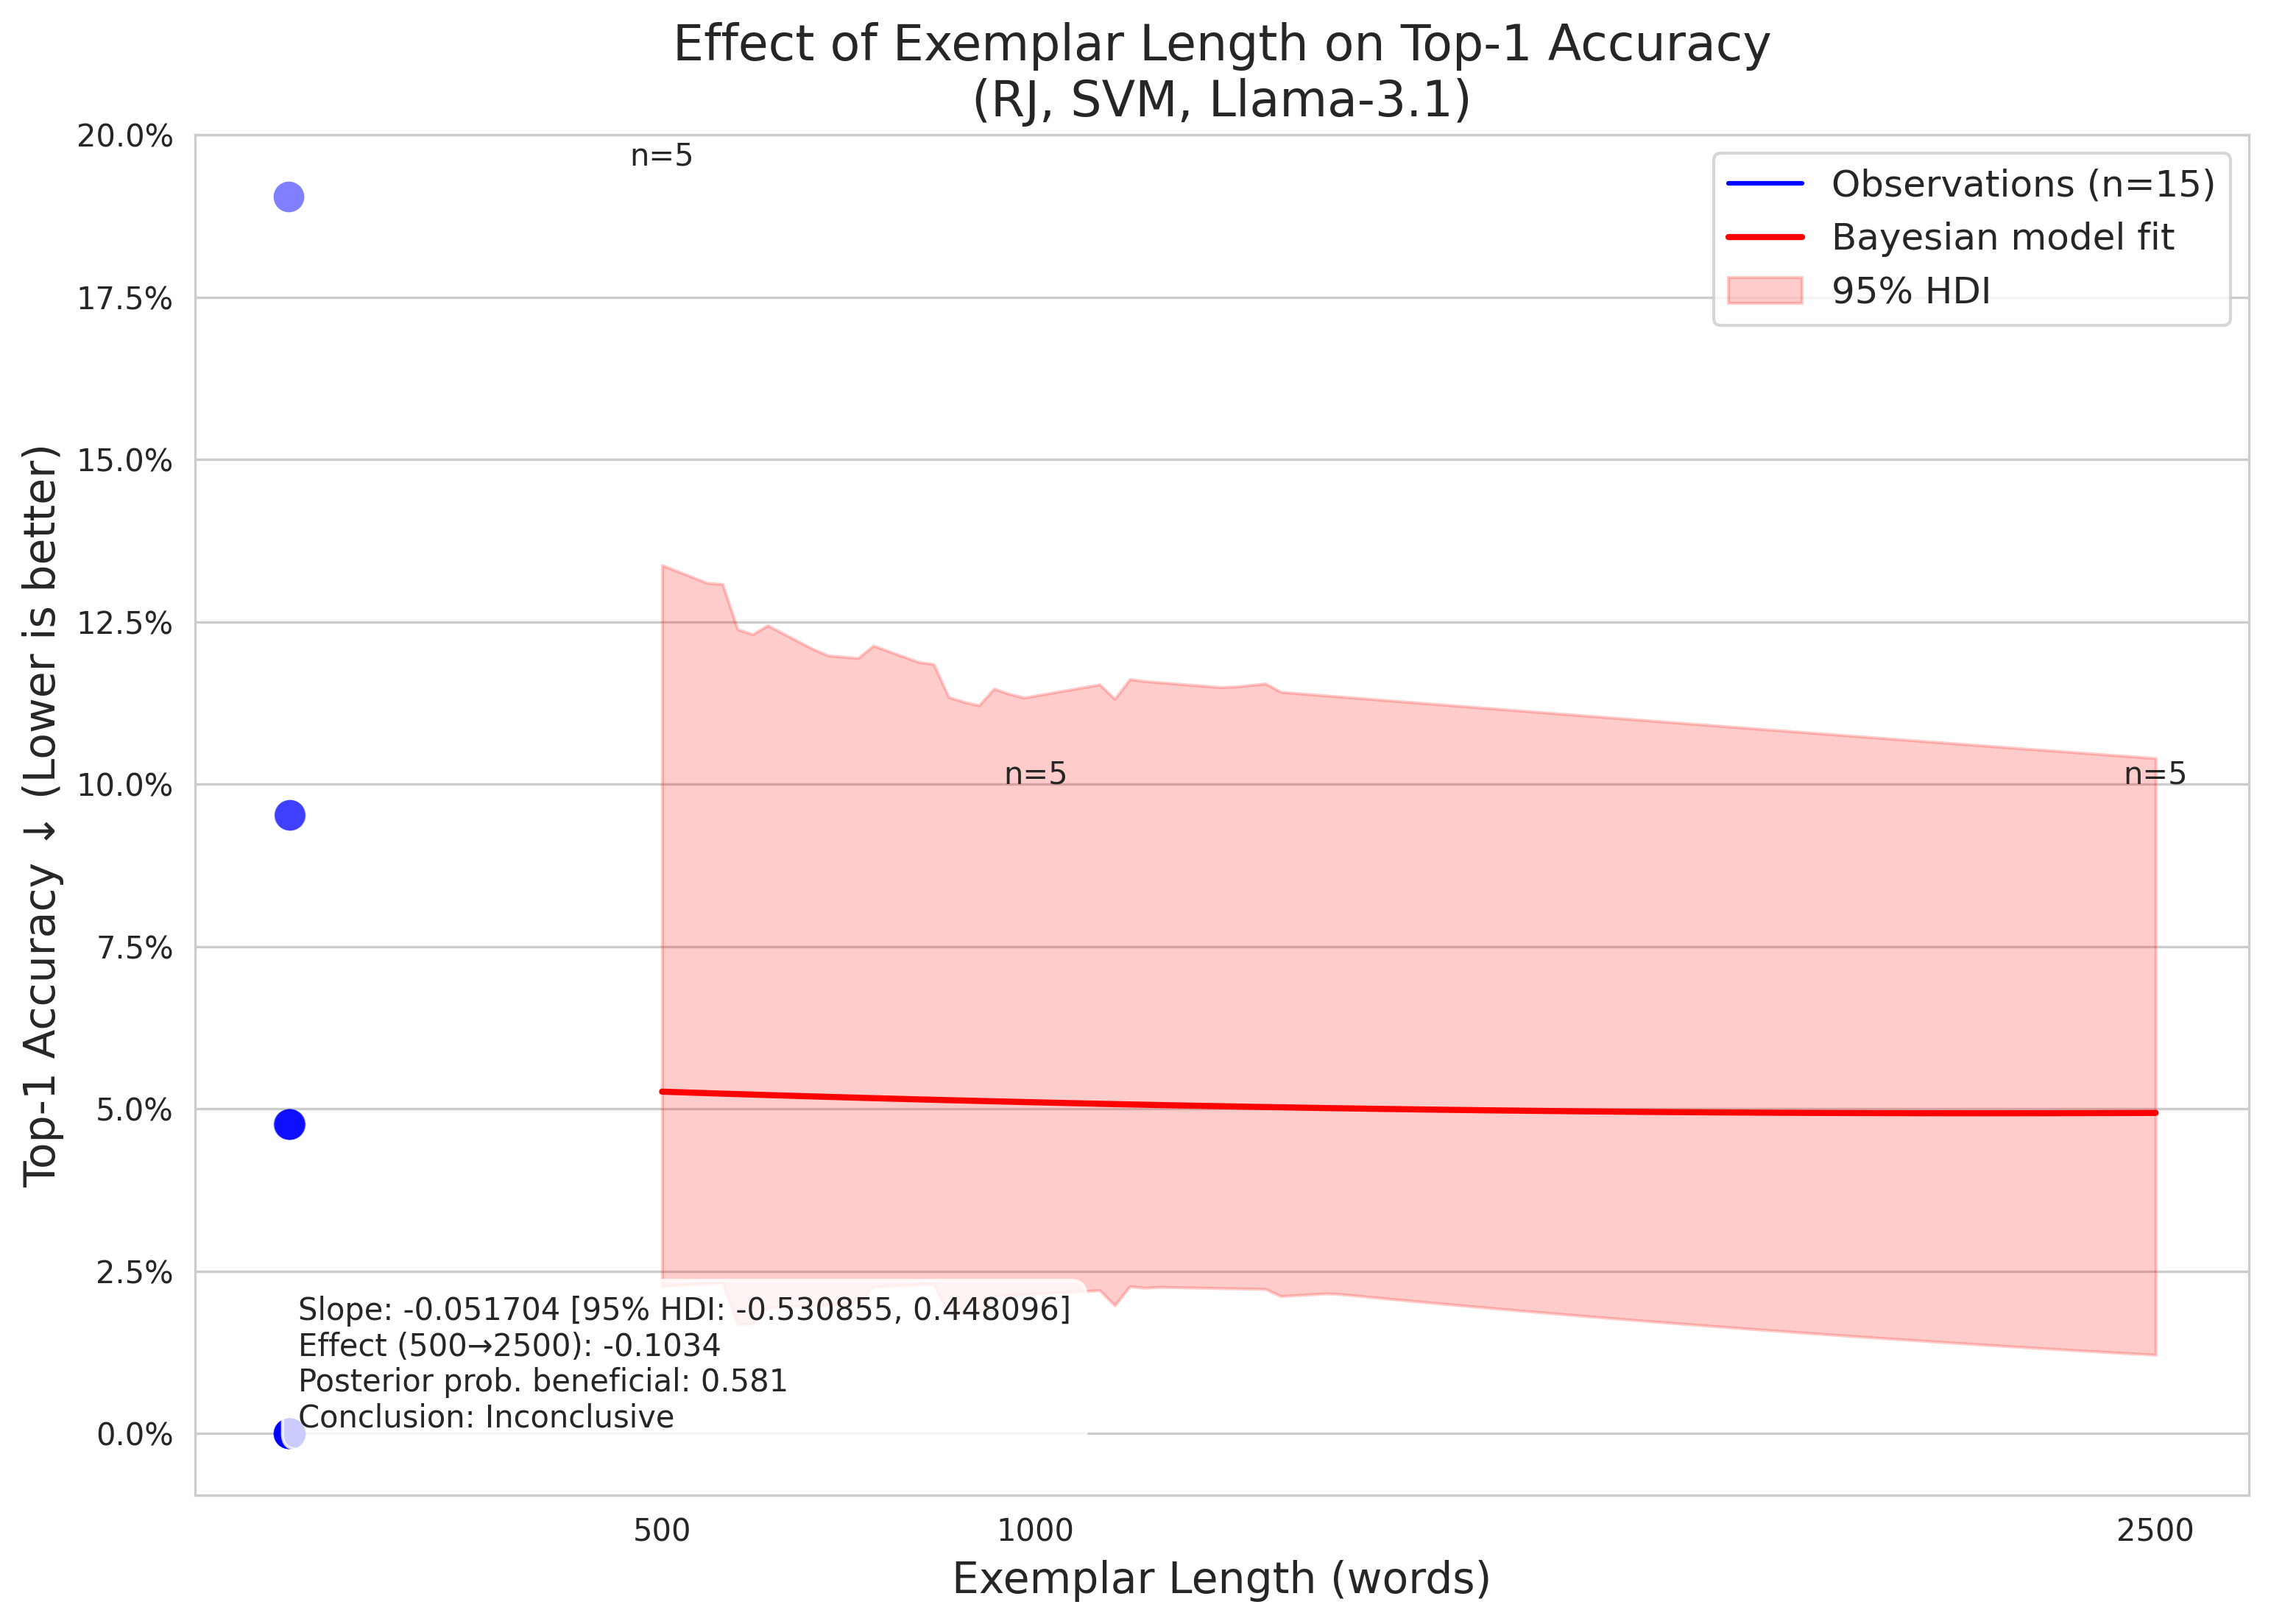 Effect of Exemplar Length on Top-1 Accuracy
(RJ, SVM, Llama-3.1)
Top-1 Accuracy ↓ (Lower is better)
20.0%
17.5%
15.0%
12.5%
10.0%
7.5%
5.0%
2.5%
0.0%
n=5
n=5
n=5
Observations (n=15)
Bayesian model fit
95% HDI
Slope: -0.051704 [95% HDI: -0.530855, 0.448096]
Effect (500→2500): -0.1034
Posterior prob. beneficial: 0.581
Conclusion: Inconclusive
500
1000
2500
Exemplar Length (words)